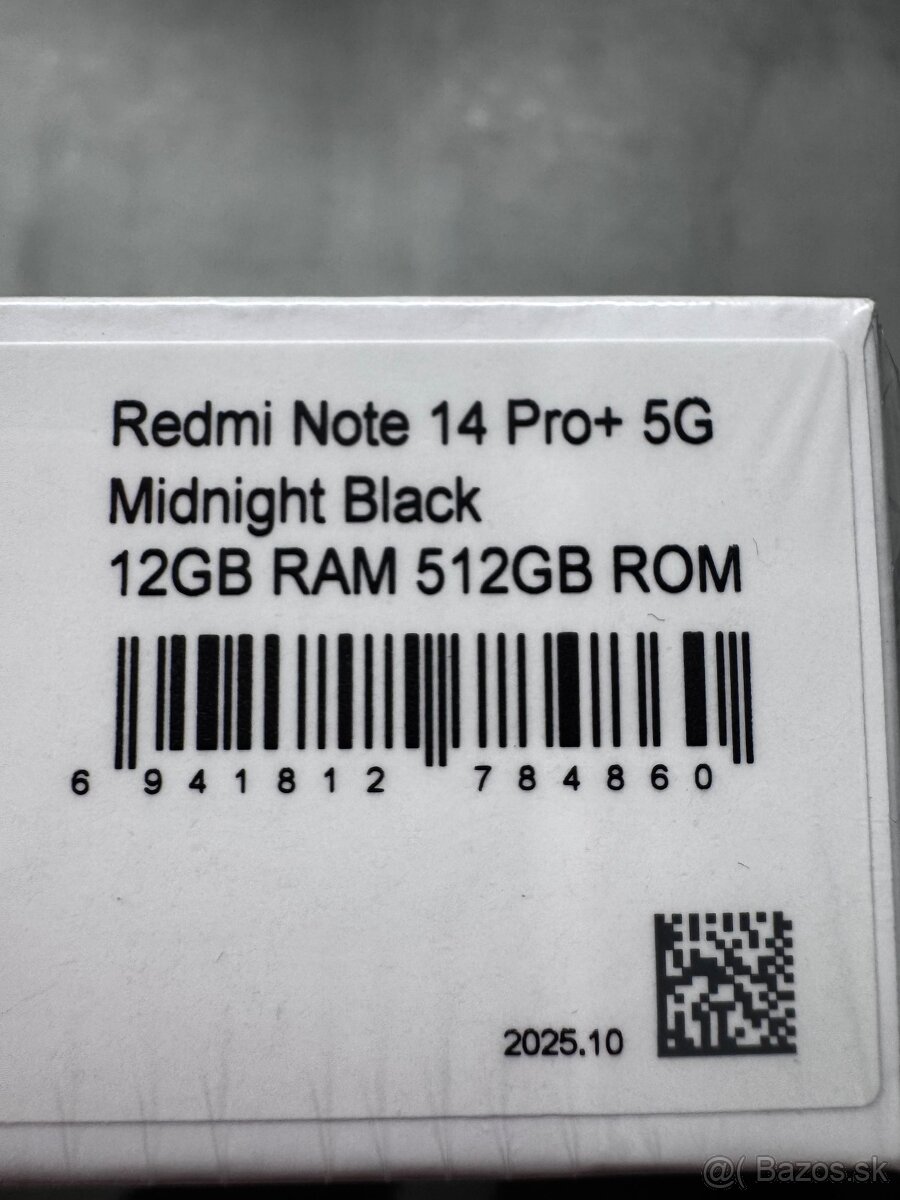 Redmi Note 14 Pro+ 5G
Midnight Black
12GB RAM 512GB ROM
6 941812 784860
2025.10
@( Bazos.sk